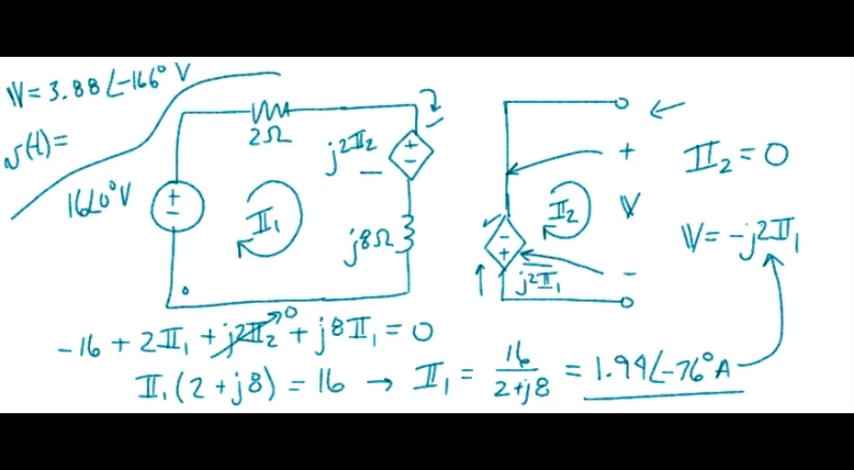 𝕍 = 3.88∠-166° V
v(t) =
2Ω
j2𝕀₂
+
-
16∠0° V
+
-
𝕀₁
j8Ω
+
𝕀₂ = 0
𝕀₂
𝕍
𝕍 = -j2𝕀₁
-
+
j2𝕀₁
-
-16 + 2𝕀₁ + j2𝕀₂ + j8𝕀₁ = 0
0
𝕀₁(2 + j8) = 16 → 𝕀₁ = 16/(2+j8) = 1.94∠-76° A